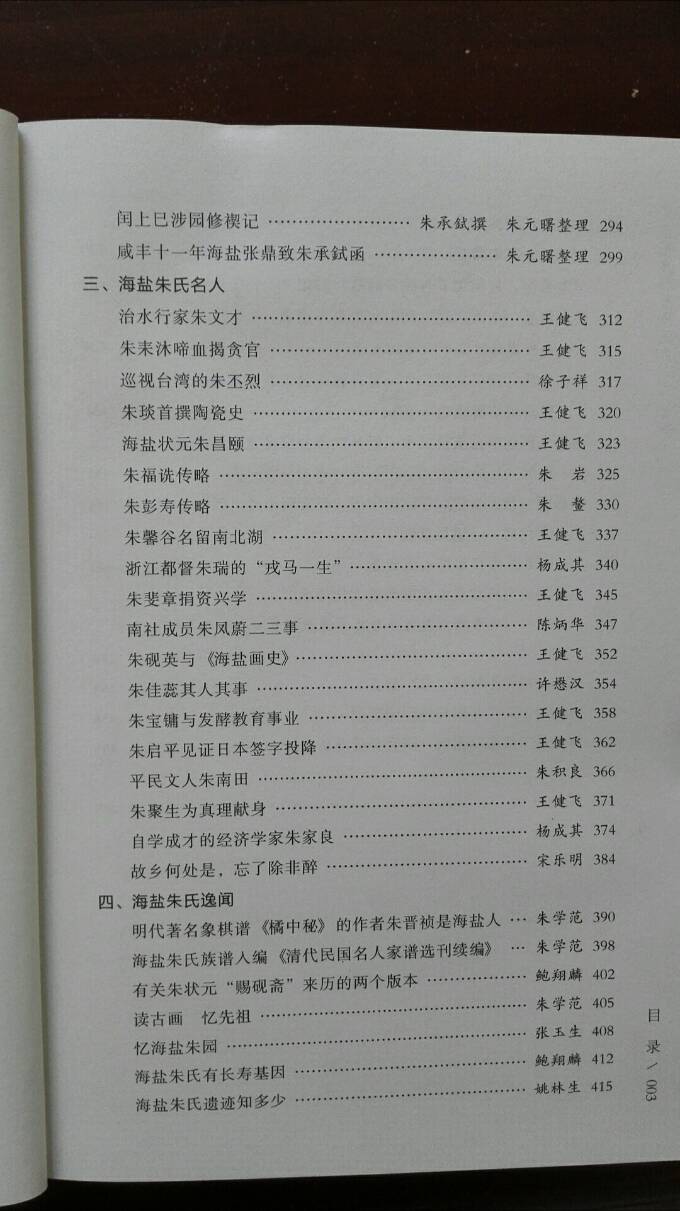 闰上巳涉园修禊记 …………………… 朱承鉽撰　朱元曙整理 294
咸丰十一年海盐张鼎致朱承鉽函 ………………… 朱元曙整理 299
三、海盐朱氏名人
治水行家朱文才 ………………………………………… 王健飞 312
朱耒沐啼血揭贪官 ……………………………………… 王健飞 315
巡视台湾的朱丕烈 ……………………………………… 徐子祥 317
朱琰首撰陶瓷史 ………………………………………… 王健飞 320
海盐状元朱昌颐 ………………………………………… 王健飞 323
朱福诜传略 ……………………………………………… 朱　岩 325
朱彭寿传略 ……………………………………………… 朱　鳌 330
朱馨谷名留南北湖 ……………………………………… 王健飞 337
浙江都督朱瑞的“戎马一生” …………………………… 杨成其 340
朱斐章捐资兴学 ………………………………………… 王健飞 345
南社成员朱凤蔚二三事 ………………………………… 陈炳华 347
朱砚英与《海盐画史》 ………………………………… 王健飞 352
朱佳蕊其人其事 ………………………………………… 许懋汉 354
朱宝镛与发酵教育事业 ………………………………… 王健飞 358
朱启平见证日本签字投降 ……………………………… 王健飞 362
平民文人朱南田 ………………………………………… 朱积良 366
朱聚生为真理献身 ……………………………………… 王健飞 371
自学成才的经济学家朱家良 …………………………… 杨成其 374
故乡何处是，忘了除非醉 ……………………………… 宋乐明 384
四、海盐朱氏逸闻
明代著名象棋谱《橘中秘》的作者朱晋祯是海盐人 … 朱学范 390
海盐朱氏族谱入编《清代民国名人家谱选刊续编》 … 朱学范 398
有关朱状元“赐砚斋”来历的两个版本 ………………… 鲍翔麟 402
读古画　忆先祖 ………………………………………… 朱学范 405
忆海盐朱园 ……………………………………………… 张玉生 408
海盐朱氏有长寿基因 …………………………………… 鲍翔麟 412
海盐朱氏遗迹知多少 …………………………………… 姚林生 415
目录/003